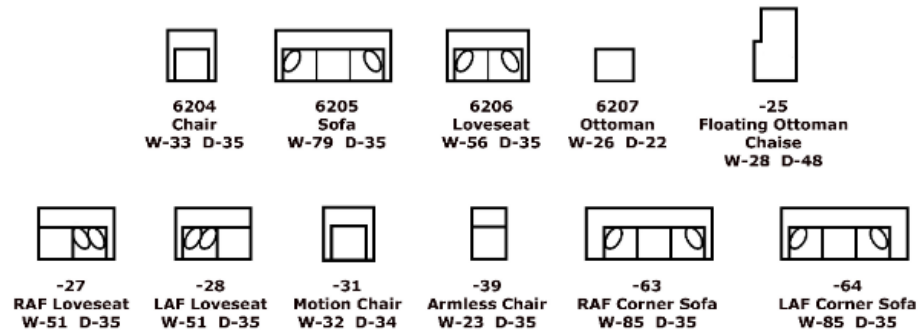 6204
Chair
W-33 D-35
6205
Sofa
W-79 D-35
6206
Loveseat
W-56 D-35
6207
Ottoman
W-26 D-22
-25
Floating Ottoman
Chaise
W-28 D-48
-27
RAF Loveseat
W-51 D-35
-28
LAF Loveseat
W-51 D-35
-31
Motion Chair
W-32 D-34
-39
Armless Chair
W-23 D-35
-63
RAF Corner Sofa
W-85 D-35
-64
LAF Corner Sofa
W-85 D-35